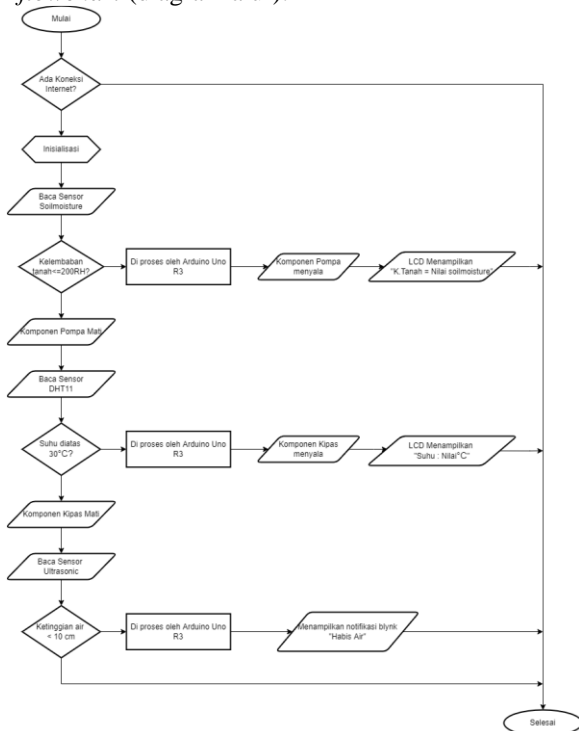 (diagram alur).
Mulai
Ada Koneksi
Internet?
Inisialisasi
Baca Sensor
Soilmoisture
Kelembaban
tanah<=200RH?
Di proses oleh Arduino Uno
R3
Komponen Pompa
menyala
LCD Menampilkan
"K.Tanah = Nilai soilmoisture"
Komponen Pompa Mati
Baca Sensor
DHT11
Suhu diatas
30°C?
Di proses oleh Arduino Uno
R3
Komponen Kipas
menyala
LCD Menampilkan
"Suhu : Nilai°C"
Komponen Kipas Mati
Baca Sensor
Ultrasonic
Ketinggian air
< 10 cm
Di proses oleh Arduino Uno
R3
Menampilkan notifikasi blynk
"Habis Air"
Selesai